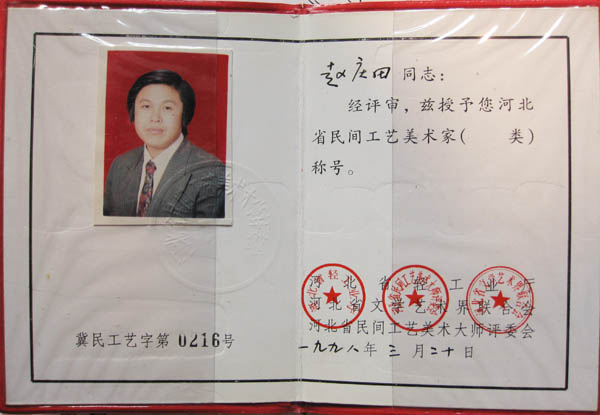 赵庆田同志:
经评审,兹授予您河北
省民间工艺美术家(  类)
称号。
河北省轻工业厅
河北省文学艺术界联合会
河北省民间工艺美术大师评委会
一九九八年三月二十日
冀民工艺字第0216号